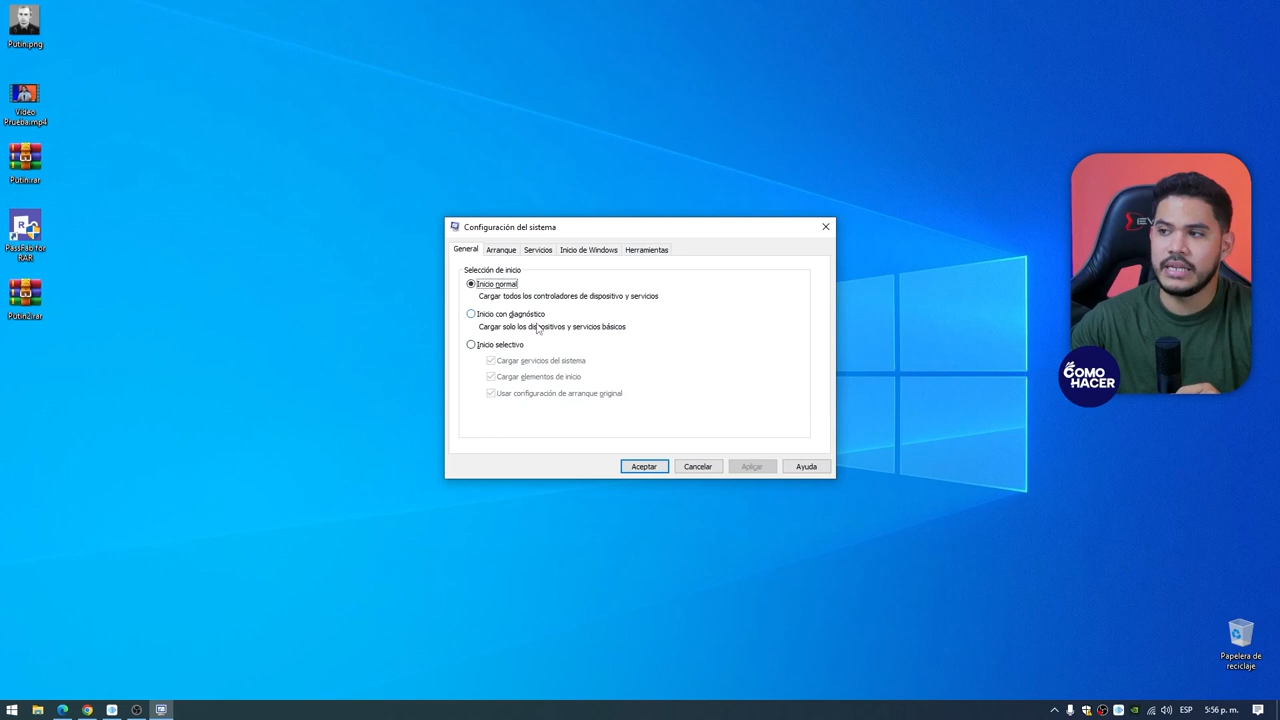 Putin.png
Video
Prueba.mp4
Putin.rar
PassFab for
RAR
Putin2.rar
Configuración del sistema
General
Arranque
Servicios
Inicio de Windows
Herramientas
Selección de inicio
Inicio normal
Cargar todos los controladores de dispositivo y servicios
Inicio con diagnóstico
Cargar solo los dispositivos y servicios básicos
Inicio selectivo
Cargar servicios del sistema
Cargar elementos de inicio
Usar configuración de arranque original
Aceptar
Cancelar
Aplicar
Ayuda
COMO
HACER
Papelera de
reciclaje
ESP
5:56 p. m.